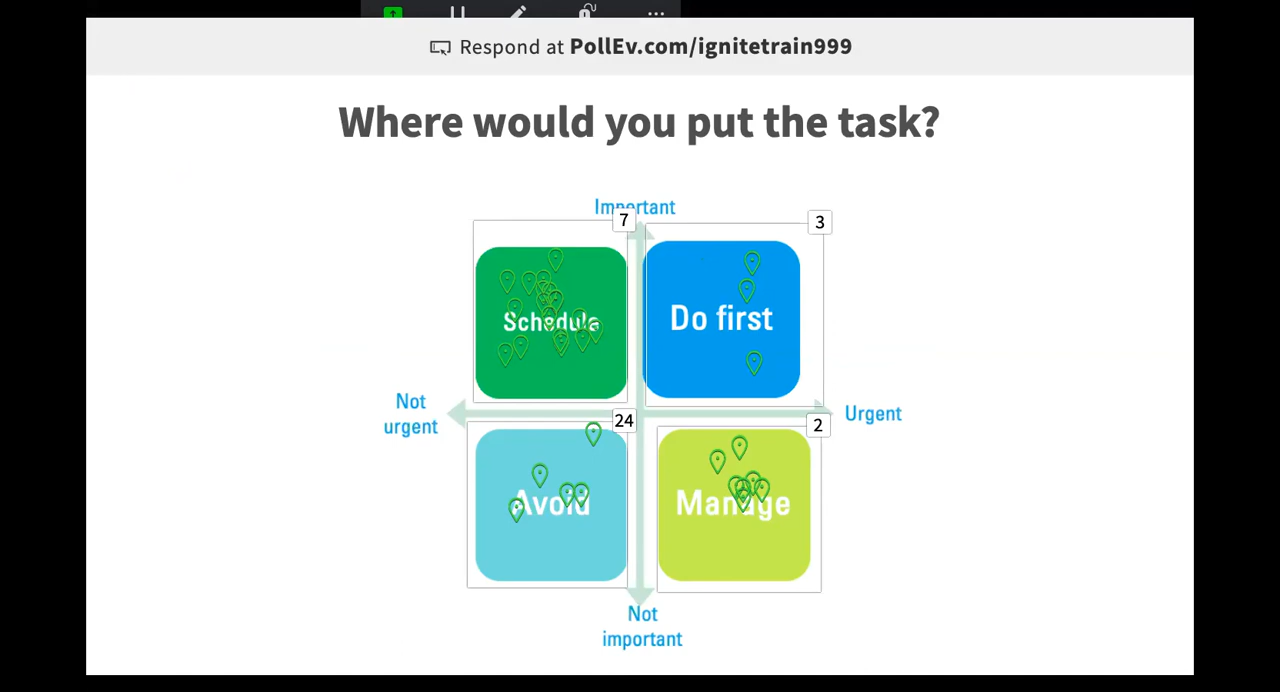 Respond at PollEv.com/ignitetrain999
Where would you put the task?
Important
7
3
Schedule
Do first
Not
urgent
Urgent
24
2
Avoid
Manage
Not
important